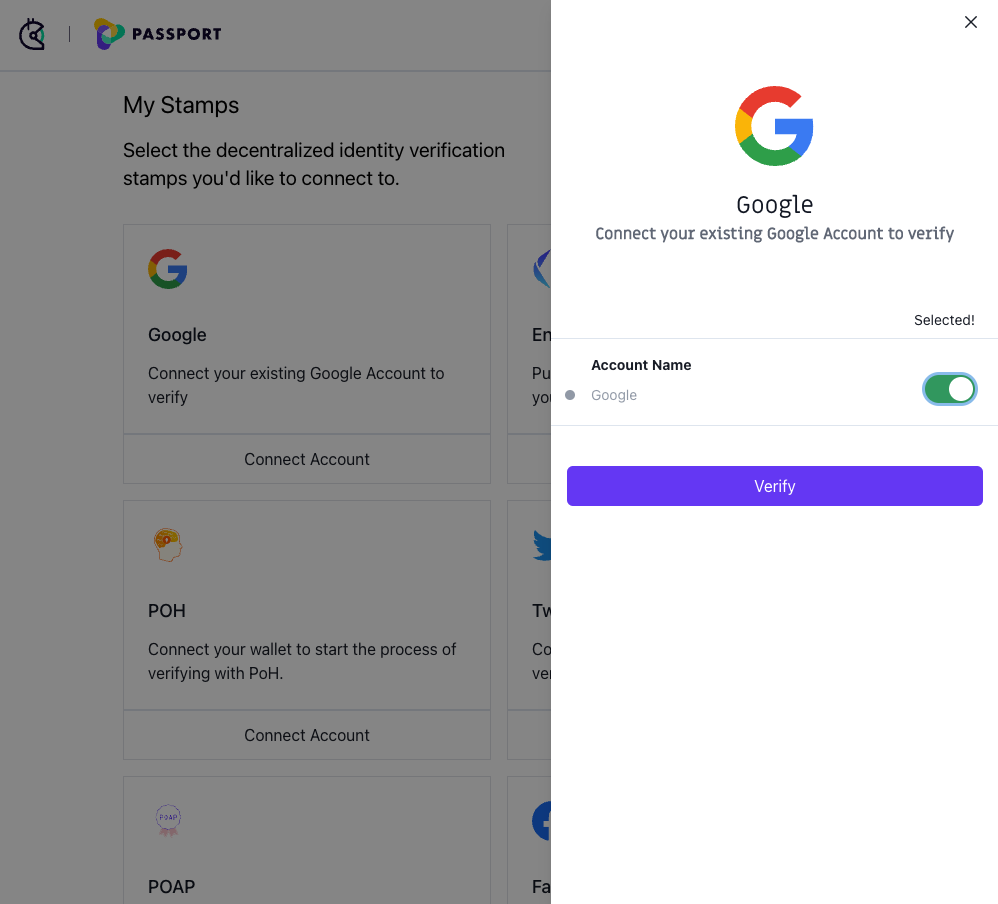 PASSPORT
My Stamps
Select the decentralized identity verification
stamps you'd like to connect to.
Google
Connect your existing Google Account to
verify
Connect Account
En
Pu
yo
POH
Connect your wallet to start the process of
verifying with PoH.
Connect Account
Tw
Co
ve
POAP
POAP
Fa
Google
Connect your existing Google Account to verify
Selected!
Account Name
Google
Verify